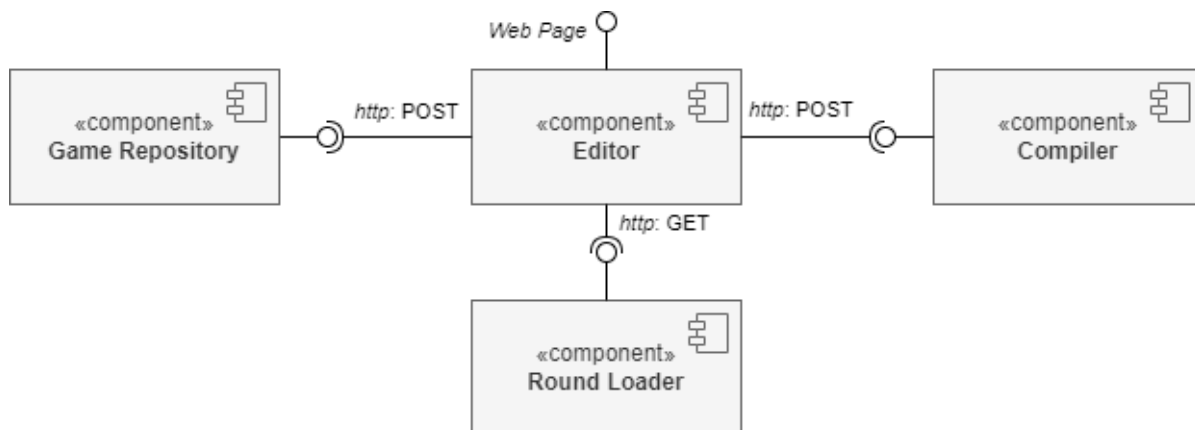 Web Page
«component»
Game Repository
http: POST
«component»
Editor
http: POST
«component»
Compiler
http: GET
«component»
Round Loader